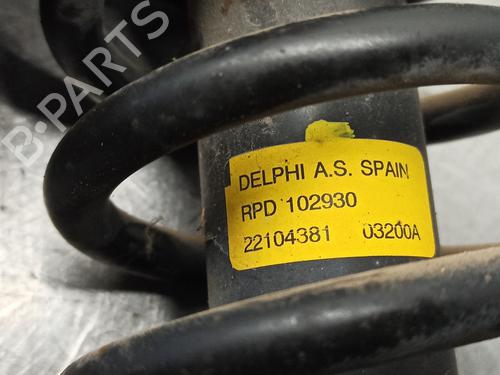 B-PARTS
DELPHI A.S. SPAIN
RPD 102930
22104381 03200A